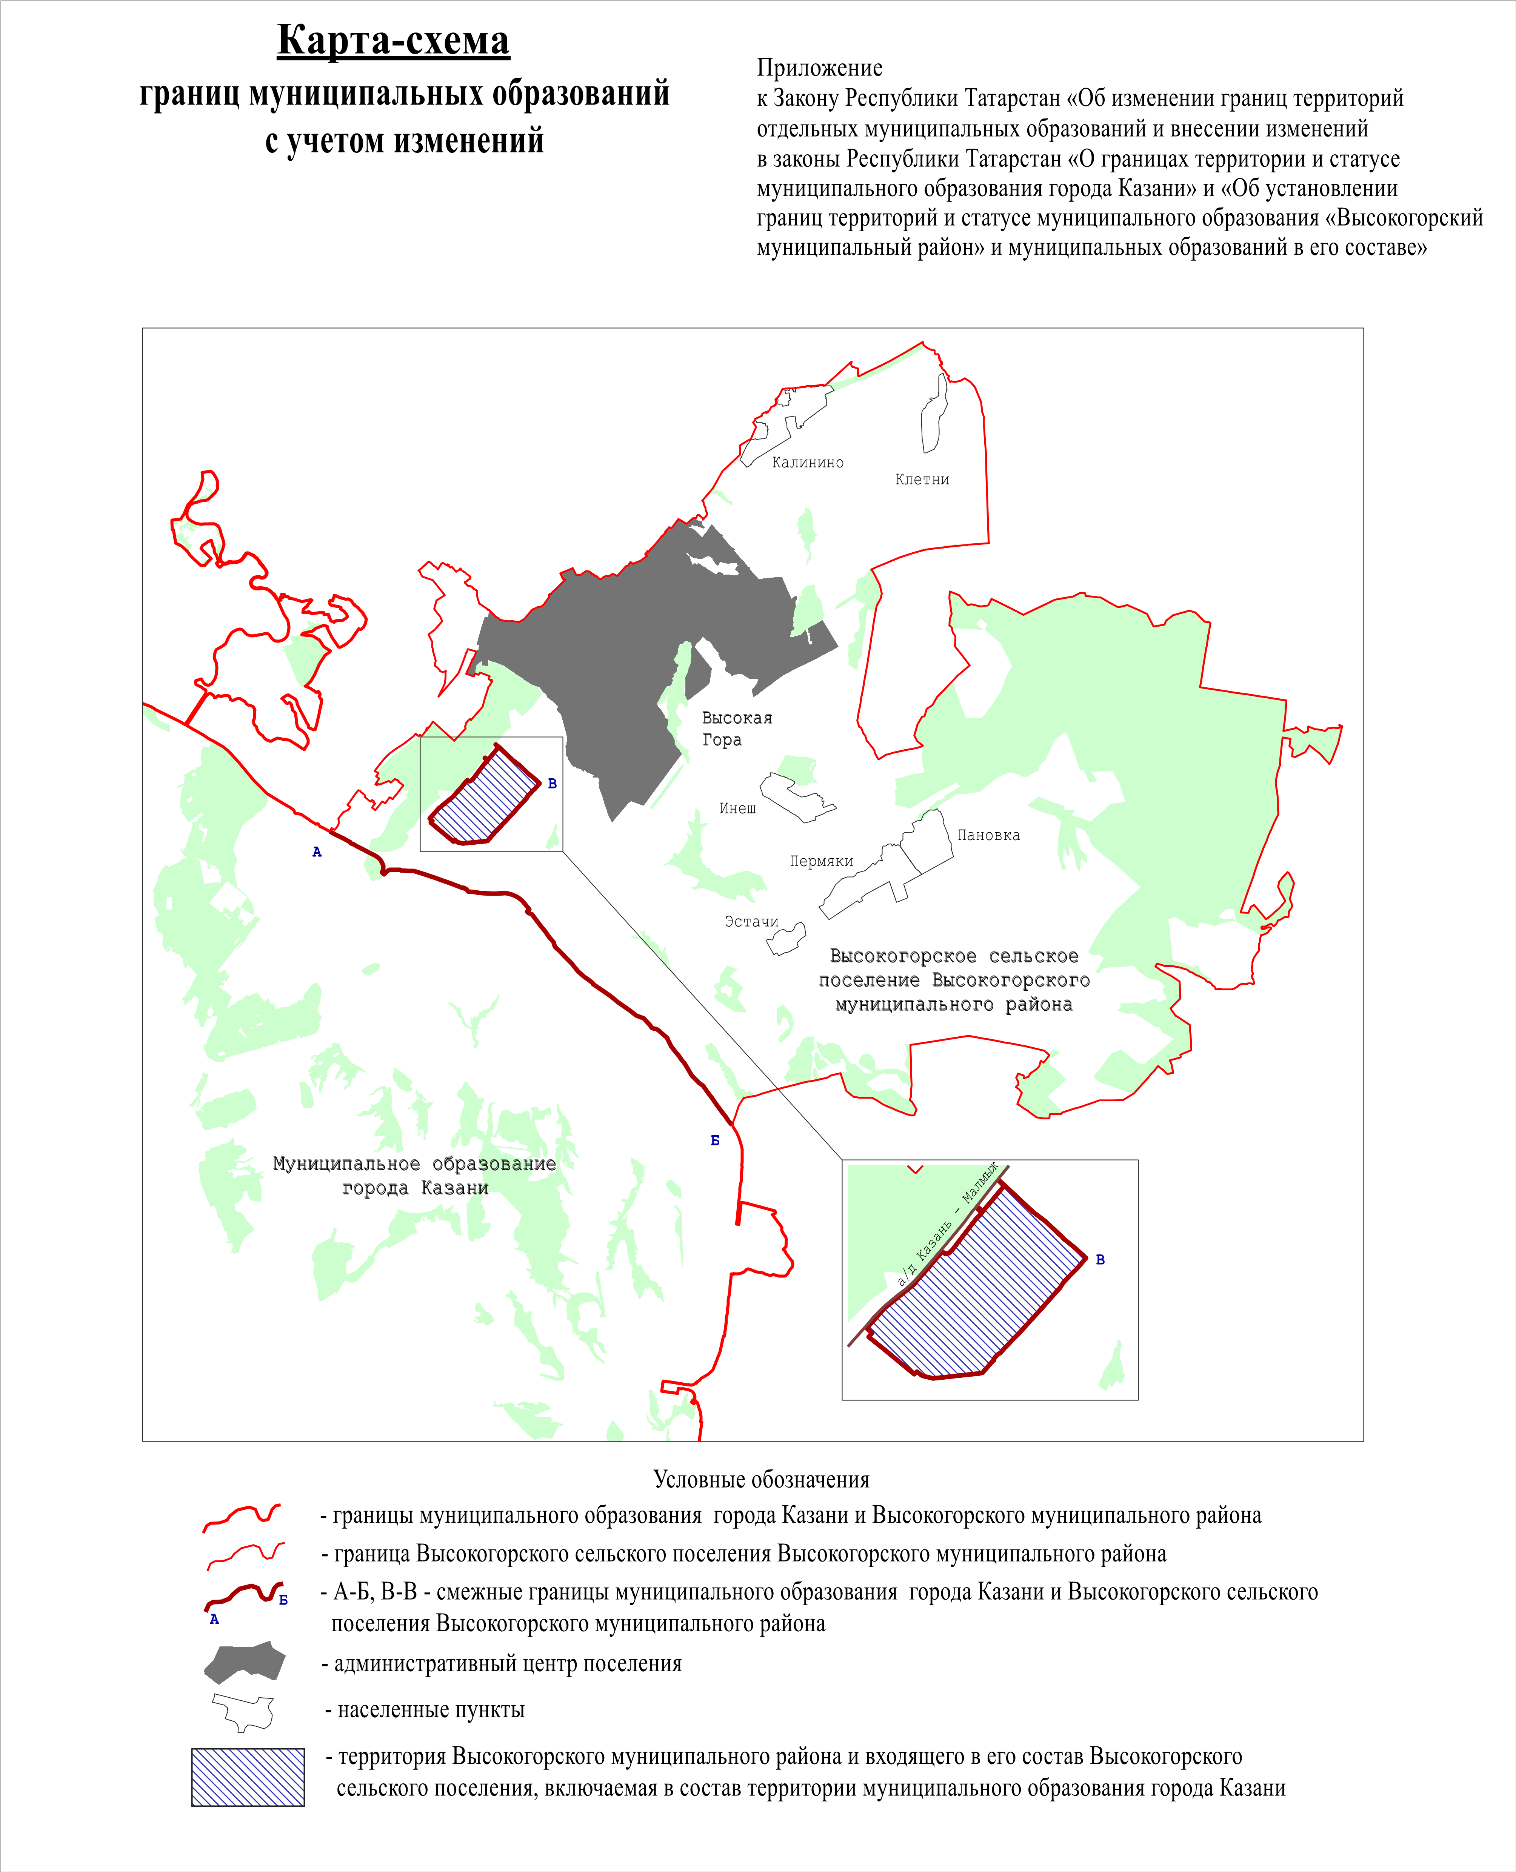 Карта-схема
границ муниципальных образований
с учетом изменений
Приложение
к Закону Республики Татарстан «Об изменении границ территорий
отдельных муниципальных образований и внесении изменений
в законы Республики Татарстан «О границах территории и статусе
муниципального образования города Казани» и «Об установлении
границ территорий и статусе муниципального образования «Высокогорский
муниципальный район» и муниципальных образований в его составе»
Калинино
Клетни
Высокая
Гора
В
Инеш
А
Пановка
Пермяки
Эстачи
Высокогорское сельское
поселение Высокогорского
муниципального района
Б
Муниципальное образование
города Казани
а/д Казань - Малмыж
В
Условные обозначения
- границы муниципального образования города Казани и Высокогорского муниципального района
- граница Высокогорского сельского поселения Высокогорского муниципального района
А Б
- А-Б, В-В - смежные границы муниципального образования города Казани и Высокогорского сельского
поселения Высокогорского муниципального района
- административный центр поселения
- населенные пункты
- территория Высокогорского муниципального района и входящего в его состав Высокогорского
сельского поселения, включаемая в состав территории муниципального образования города Казани